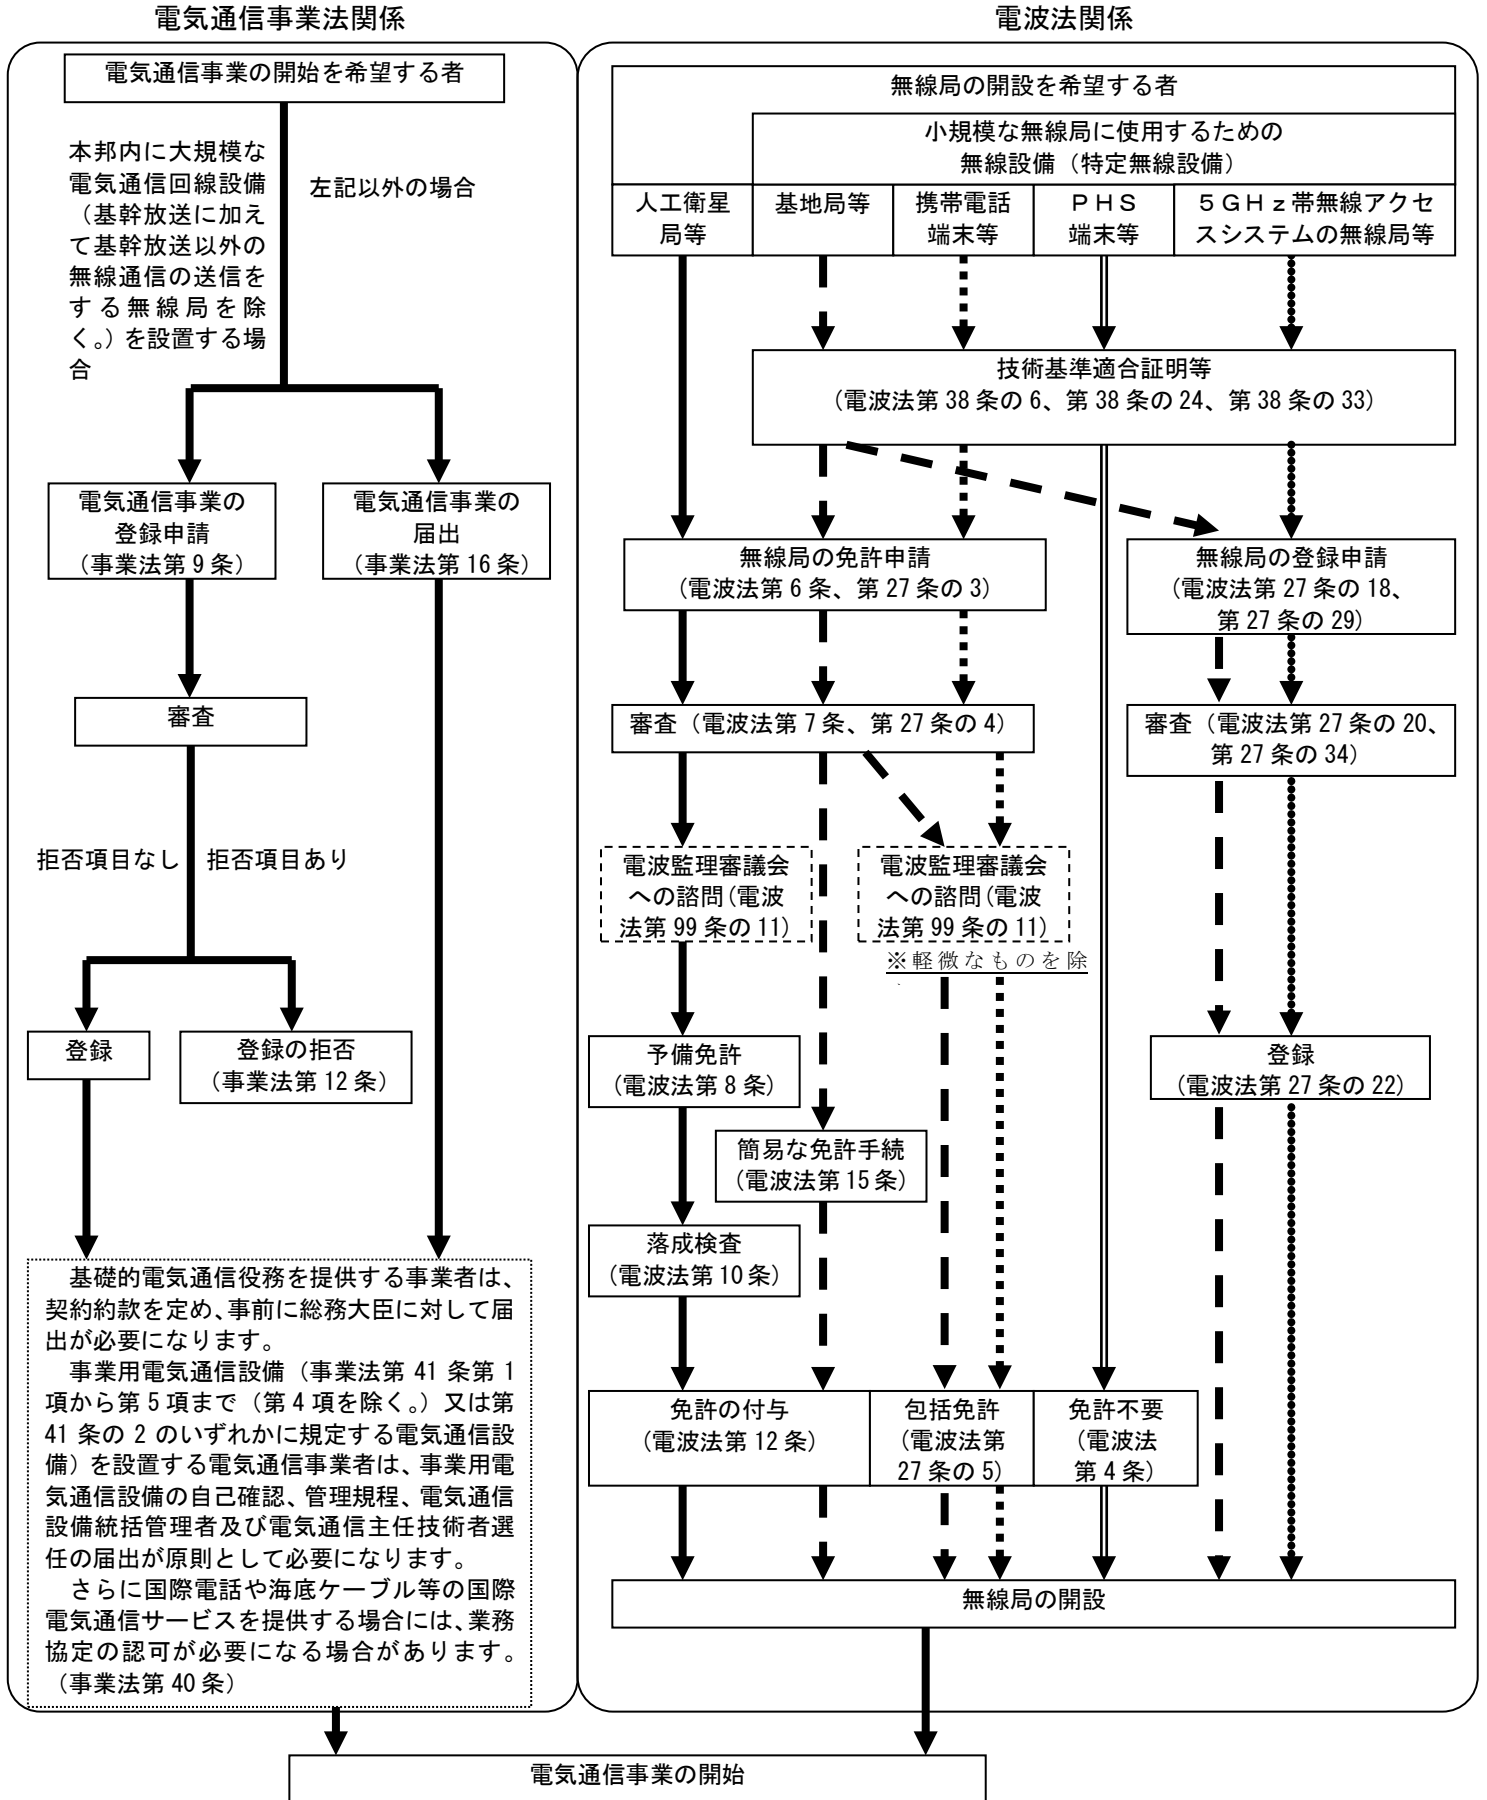 電気通信事業法関係
電気通信事業の開始を希望する者
本邦内に大規模な
電気通信回線設備
（基幹放送に加え
て基幹放送以外の
無線通信の送信を
する無線局を除
く。）を設置する場
合
左記以外の場合
電気通信事業の
登録申請
（事業法第 9 条）
電気通信事業の
届出
（事業法第 16 条）
審査
拒否項目なし
拒否項目あり
登録
登録の拒否
（事業法第 12 条）
基礎的電気通信役務を提供する事業者は、
契約約款を定め、事前に総務大臣に対して届
出が必要になります。
事業用電気通信設備（事業法第 41 条第 1
項から第 5 項まで（第 4 項を除く。）又は第
41 条の 2 のいずれかに規定する電気通信設
備）を設置する電気通信事業者は、事業用電
気通信設備の自己確認、管理規程、電気通信
設備統括管理者及び電気通信主任技術者選
任の届出が原則として必要になります。
さらに国際電話や海底ケーブル等の国際
電気通信サービスを提供する場合には、業務
協定の認可が必要になる場合があります。
（事業法第 40 条）
電波法関係
無線局の開設を希望する者
小規模な無線局に使用するための
無線設備（特定無線設備）
人工衛星
局等
基地局等
携帯電話
端末等
ＰＨＳ
端末等
５ＧＨｚ帯無線アクセ
スシステムの無線局等
技術基準適合証明等
（電波法第 38 条の 6、第 38 条の 24、第 38 条の 33）
無線局の免許申請
（電波法第 6 条、第 27 条の 3）
無線局の登録申請
（電波法第 27 条の 18、
第 27 条の 29）
審査（電波法第 7 条、第 27 条の 4）
審査（電波法第 27 条の 20、
第 27 条の 34）
電波監理審議会
への諮問（電波
法第 99 条の 11）
電波監理審議会
への諮問（電波
法第 99 条の 11）
※軽微なものを除
予備免許
（電波法第 8 条）
登録
（電波法第 27 条の 22）
簡易な免許手続
（電波法第 15 条）
落成検査
（電波法第 10 条）
免許の付与
（電波法第 12 条）
包括免許
（電波法第
27 条の 5）
免許不要
（電波法
第 4 条）
無線局の開設
電気通信事業の開始